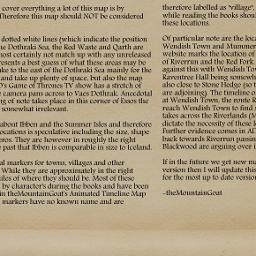 cover everything a lot of this map is by
Therefore this map should NOT be considered
dotted white lines (which indicate the position
the Dothraki Sea, the Red Waste and Qarth are
most certainly not match up with any unreleased
presents a best guess of what these areas may be
lake to the east of the Dothraki Sea mainly for the
and take up plenty of space, but also the map
O's Game of Thrones TV show has a stretch of
e camera pans across to Vaes Dothrak. Anecdotal
ng of note takes place in this corner of Essos the
somewhat irrelevant.
about Ibben and the Summer Isles and therefore
locations is speculative including the size, shape
ros. They are however in roughly the right
e past that Ibben is comparable in size to Iceland.
al markers for towns, villages and other
While they are approximately in the right
miles of where they should be. Most of these
by character's during the books and have been
in theMountainGoat's Animated Timeline Map
markers have no known name and are
therefore labelled as "village",
while reading the books should
these locations.
Of particular note are the loca
Wendish Town and Mummer
website marks the location of
of Riverrun and the Red Fork
against this with Wendish Tow
Raventree Hall being somewh
also close to Stone Hedge (so t
are adjoining). The timeline o
at Wendish Town, the route R
reach Wendish Town to find s
takes across the Riverlands (M
dictate the necessity of these l
Further evidence comes in AD
back towards Riverrun passin
Blackwood are arguing over i
If in the future we get new ma
version then I will update this
for the most up to date version
-theMountainGoat